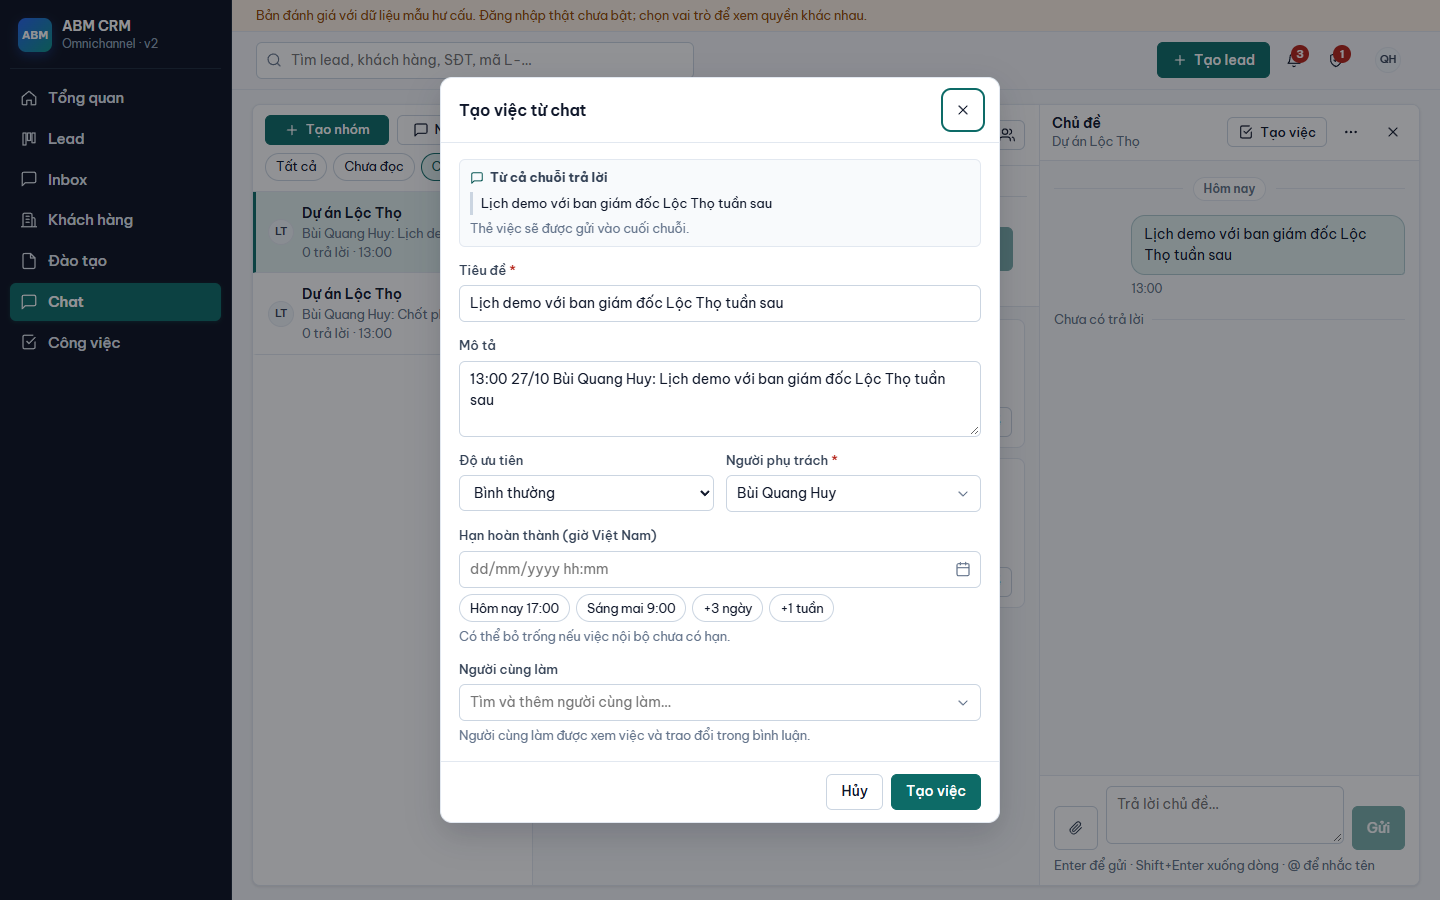 ABM
ABM CRM
Omnichannel · v2
Tổng quan
Lead
Inbox
Khách hàng
Đào tạo
Chat
Công việc
Bản đánh giá với dữ liệu mẫu hư cấu. Đăng nhập thật chưa bật; chọn vai trò để xem quyền khác nhau.
Tìm lead, khách hàng, SĐT, mã L-...
Tạo lead
3
1
QH
Tạo nhóm
Tất cả
Chưa đọc
LT
Dự án Lộc Thọ
Bùi Quang Huy: Lịch de
0 trả lời · 13:00
LT
Dự án Lộc Thọ
Bùi Quang Huy: Chốt p
0 trả lời · 13:00
Tạo việc từ chat
Từ cả chuỗi trả lời
Lịch demo với ban giám đốc Lộc Thọ tuần sau
Thẻ việc sẽ được gửi vào cuối chuỗi.
Tiêu đề *
Lịch demo với ban giám đốc Lộc Thọ tuần sau
Mô tả
13:00 27/10 Bùi Quang Huy: Lịch demo với ban giám đốc Lộc Thọ tuần
sau
Độ ưu tiên
Người phụ trách *
Bình thường
Bùi Quang Huy
Hạn hoàn thành (giờ Việt Nam)
dd/mm/yyyy hh:mm
Hôm nay 17:00
Sáng mai 9:00
+3 ngày
+1 tuần
Có thể bỏ trống nếu việc nội bộ chưa có hạn.
Người cùng làm
Tìm và thêm người cùng làm...
Người cùng làm được xem việc và trao đổi trong bình luận.
Hủy
Tạo việc
Chủ đề
Dự án Lộc Thọ
Tạo việc
Hôm nay
Lịch demo với ban giám đốc Lộc
Thọ tuần sau
13:00
Chưa có trả lời
Trả lời chủ đề...
Gửi
Enter để gửi · Shift+Enter xuống dòng · @ để nhắc tên